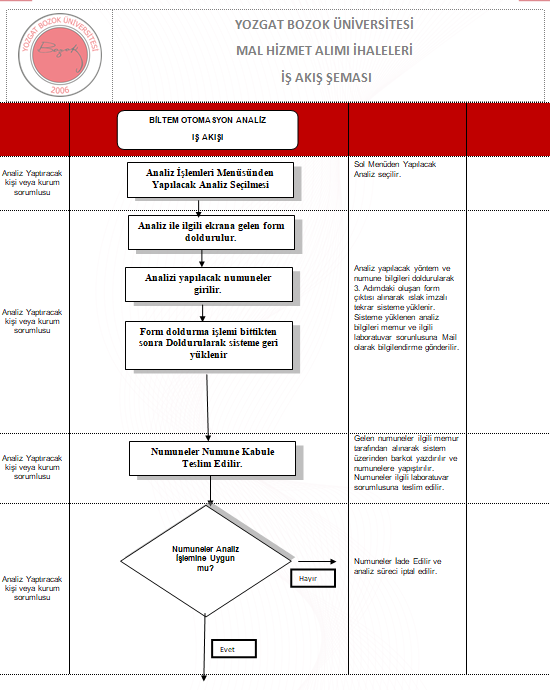 YOZGAT BOZOK ÜNİVERSİTESİ
Bozok
2006
YOZGAT BOZOK ÜNİVERSİTESİ
MAL HİZMET ALIMI İHALELERİ
İŞ AKIŞ ŞEMASI
BİLTEM OTOMASYON ANALİZ
IŞ AKIŞI
Analiz Yaptıracak
kişi veya kurum
sorumlusu
Analiz İşlemleri Menüsünden
Yapılacak Analiz Seçilmesi
Sol Menüden Yapılacak
Analiz seçilir.
Analiz ile ilgili ekrana gelen form
doldurulur.
Analizi yapılacak numuneler
girilir.
Form doldurma işlemi bittikten
sonra Doldurularak sisteme geri
yüklenir
Analiz Yaptıracak
kişi veya kurum
sorumlusu
Analiz yapılacak yöntem ve
numune bilgileri doldurularak
3. Adımdaki oluşan form
çıktısı alınarak ıslak imzalı
tekrar sisteme yüklenir.
Sisteme yüklenen analiz
bilgileri memur ve ilgili
laboratuvar sorunlusuna Mail
olarak bilgilendirme gönderilir.
Analiz Yaptıracak
kişi veya kurum
sorumlusu
Numuneler Numune Kabule
Teslim Edilir.
Gelen numuneler ilgili memur
tarafından alınarak sistem
üzerinden barkot yazdırılır ve
numunelere yapıştırılır.
Numuneler ilgili laboratuvar
sorumlusuna teslim edilir.
Analiz Yaptıracak
kişi veya kurum
sorumlusu
Numuneler Analiz
İşlemine Uygun
mu?
Hayır
Numuneler İade Edilir ve
analiz süreci iptal edilir.
Evet